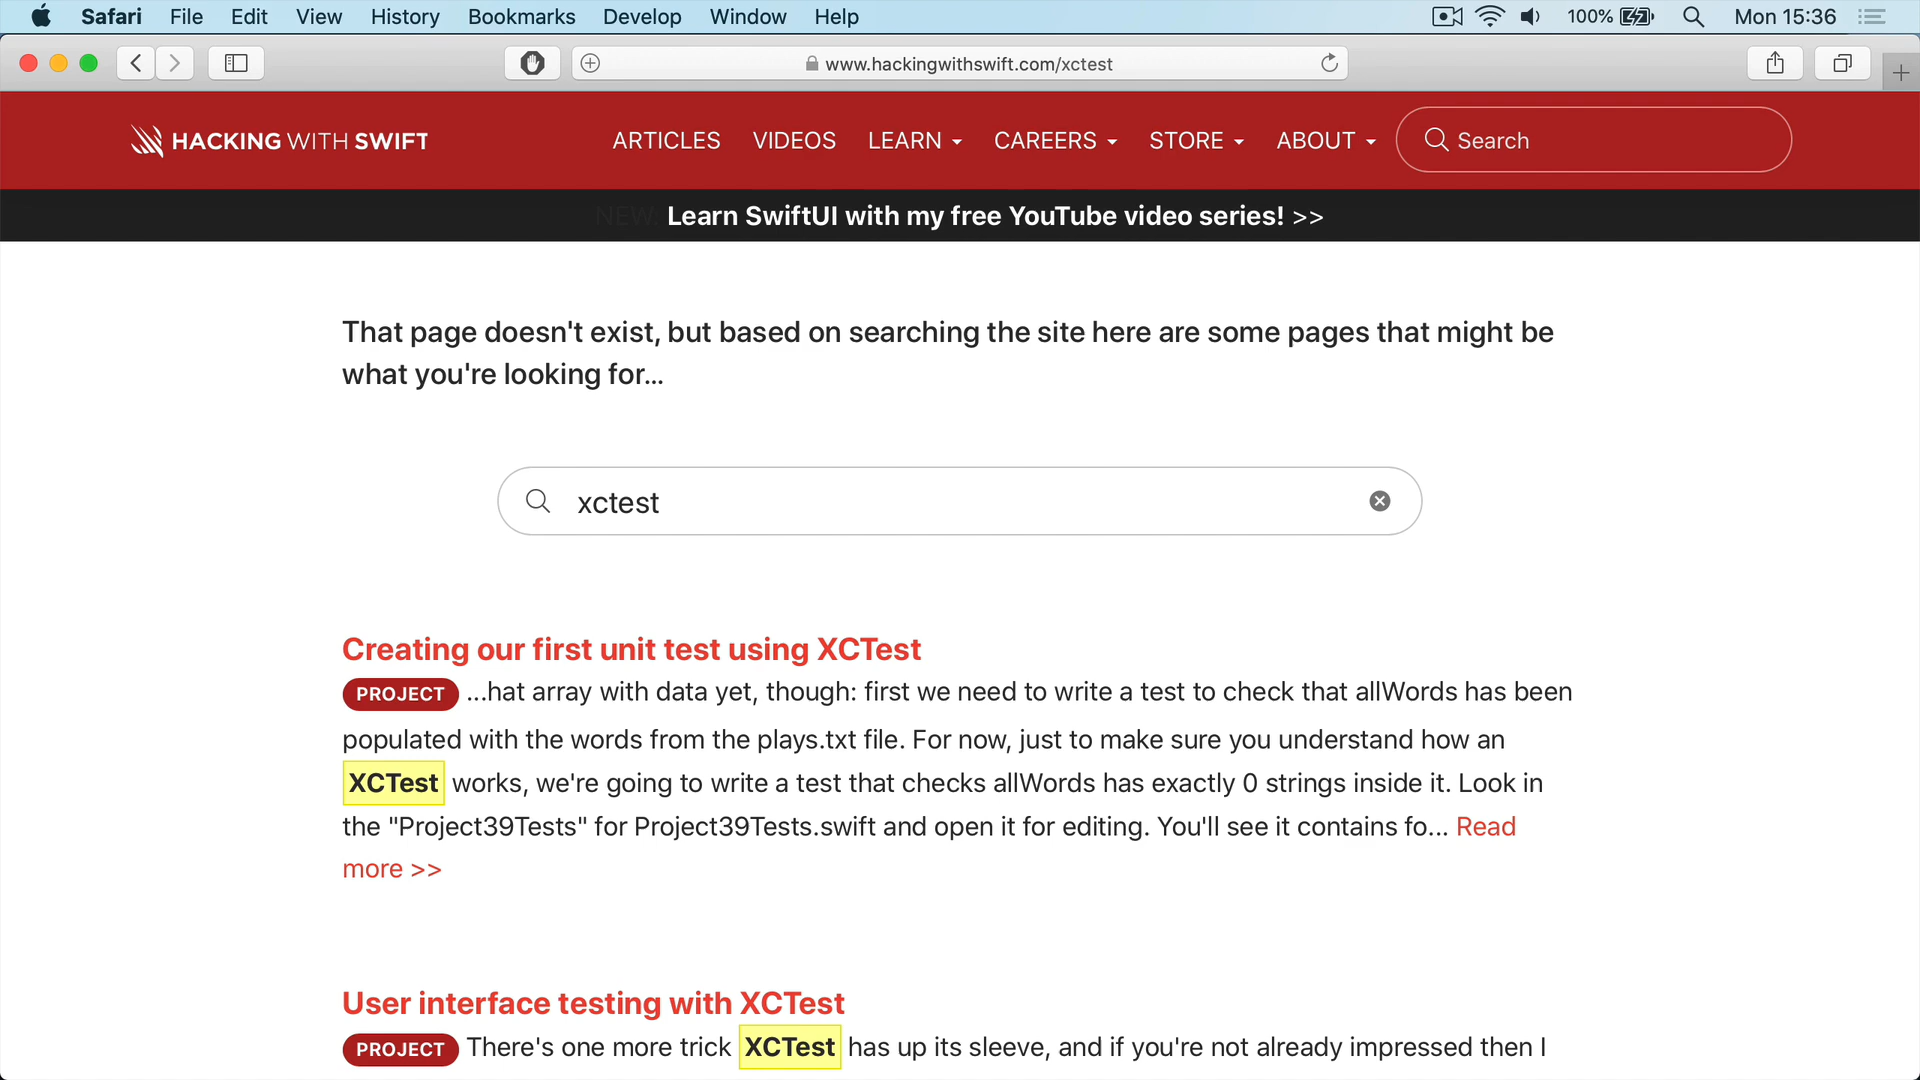 Safari File Edit View History Bookmarks Develop Window Help 100% Mon 15:36
www.hackingwithswift.com/xctest
HACKING WITH SWIFT ARTICLES VIDEOS LEARN CAREERS STORE ABOUT Search
NEW: Learn SwiftUI with my free YouTube video series! >>
That page doesn't exist, but based on searching the site here are some pages that might be
what you're looking for…
xctest
Creating our first unit test using XCTest
PROJECT ...hat array with data yet, though: first we need to write a test to check that allWords has been
populated with the words from the plays.txt file. For now, just to make sure you understand how an
XCTest works, we're going to write a test that checks allWords has exactly 0 strings inside it. Look in
the "Project39Tests" for Project39Tests.swift and open it for editing. You'll see it contains fo... Read
more >>
User interface testing with XCTest
PROJECT There's one more trick XCTest has up its sleeve, and if you're not already impressed then I